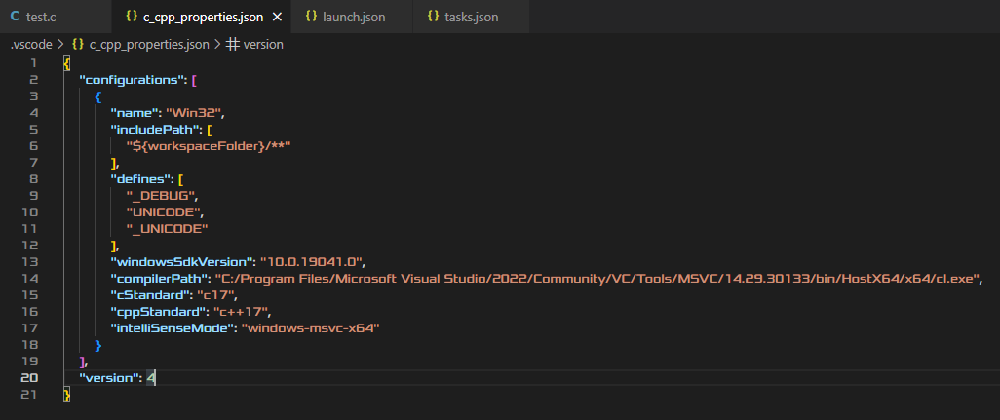 C test.c {} c_cpp_properties.json × {} launch.json {} tasks.json
.vscode > {} c_cpp_properties.json > # version
1 {
2 "configurations": [
3 {
4 "name": "Win32",
5 "includePath": [
6 "${workspaceFolder}/**"
7 ],
8 "defines": [
9 "_DEBUG",
10 "UNICODE",
11 "_UNICODE"
12 ],
13 "windowsSdkVersion": "10.0.19041.0",
14 "compilerPath": "C:/Program Files/Microsoft Visual Studio/2022/Community/VC/Tools/MSVC/14.29.30133/bin/HostX64/x64/cl.exe",
15 "cStandard": "c17",
16 "cppStandard": "c++17",
17 "intelliSenseMode": "windows-msvc-x64"
18 }
19 ],
20 "version": 4
21 }